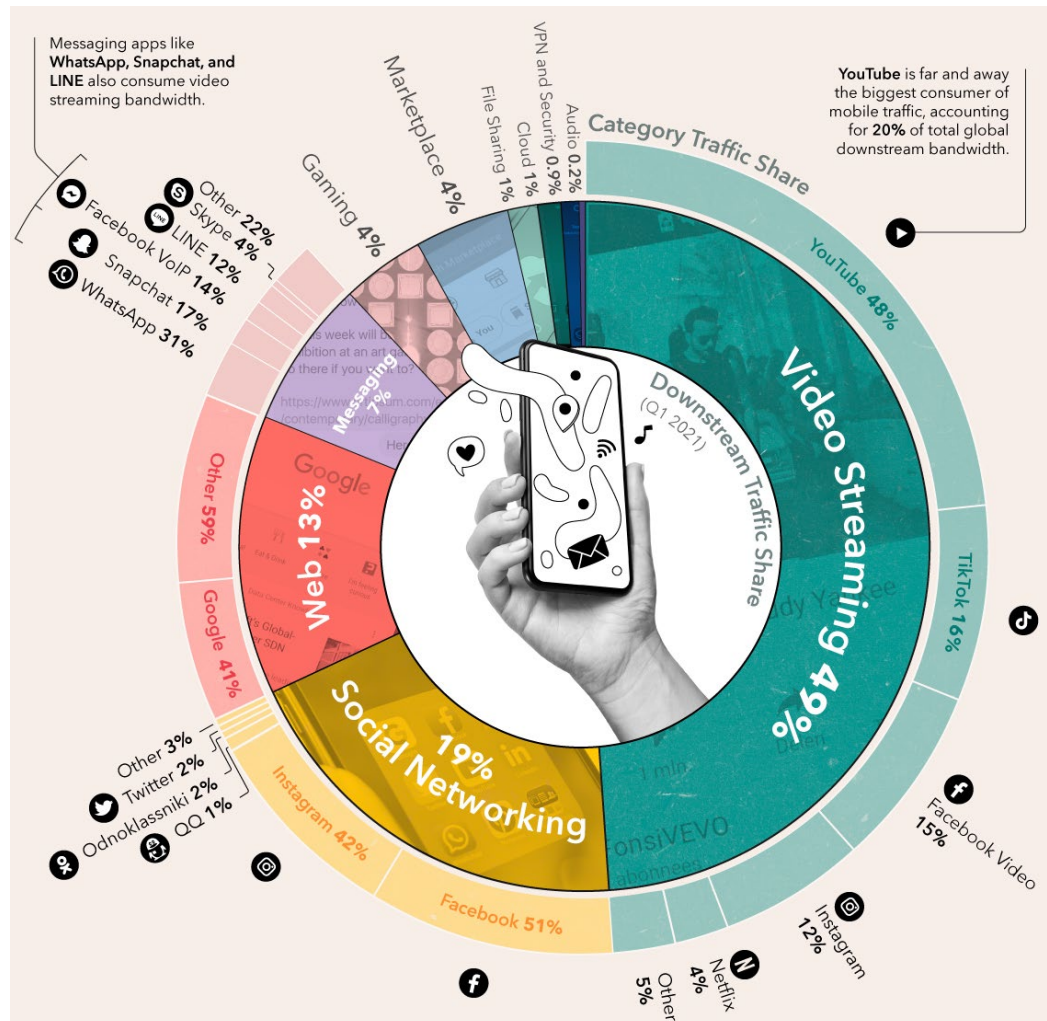 Messaging apps like
WhatsApp, Snapchat, and
LINE also consume video
streaming bandwidth.
YouTube is far and away
the biggest consumer of
mobile traffic, accounting
for 20% of total global
downstream bandwidth.
Category Traffic Share
Downstream Traffic Share
(Q1 2021)
Video Streaming 49%
YouTube 48%
TikTok 16%
Facebook Video
15%
Instagram
12%
Netflix
4%
Other
5%
Social Networking
19%
Facebook 51%
Instagram 42%
QQ 1%
Odnoklassniki 2%
Twitter 2%
Other 3%
Web 13%
Google 41%
Other 59%
Google
Messaging
7%
WhatsApp 31%
Snapchat 17%
Facebook VoIP 14%
LINE 12%
LINE
Skype 4%
Other 22%
Gaming 4%
Marketplace 4%
You
File Sharing 1%
Cloud 1%
VPN and Security 0.9%
Audio 0.2%
1 min
FonsiVEVO